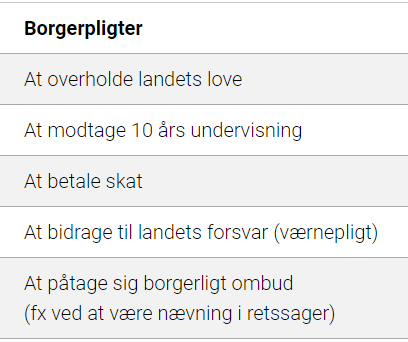 Borgerpligter
At overholde landets love
At modtage 10 års undervisning
At betale skat
At bidrage til landets forsvar (værnepligt)
At påtage sig borgerligt ombud
(fx ved at være nævning i retssager)